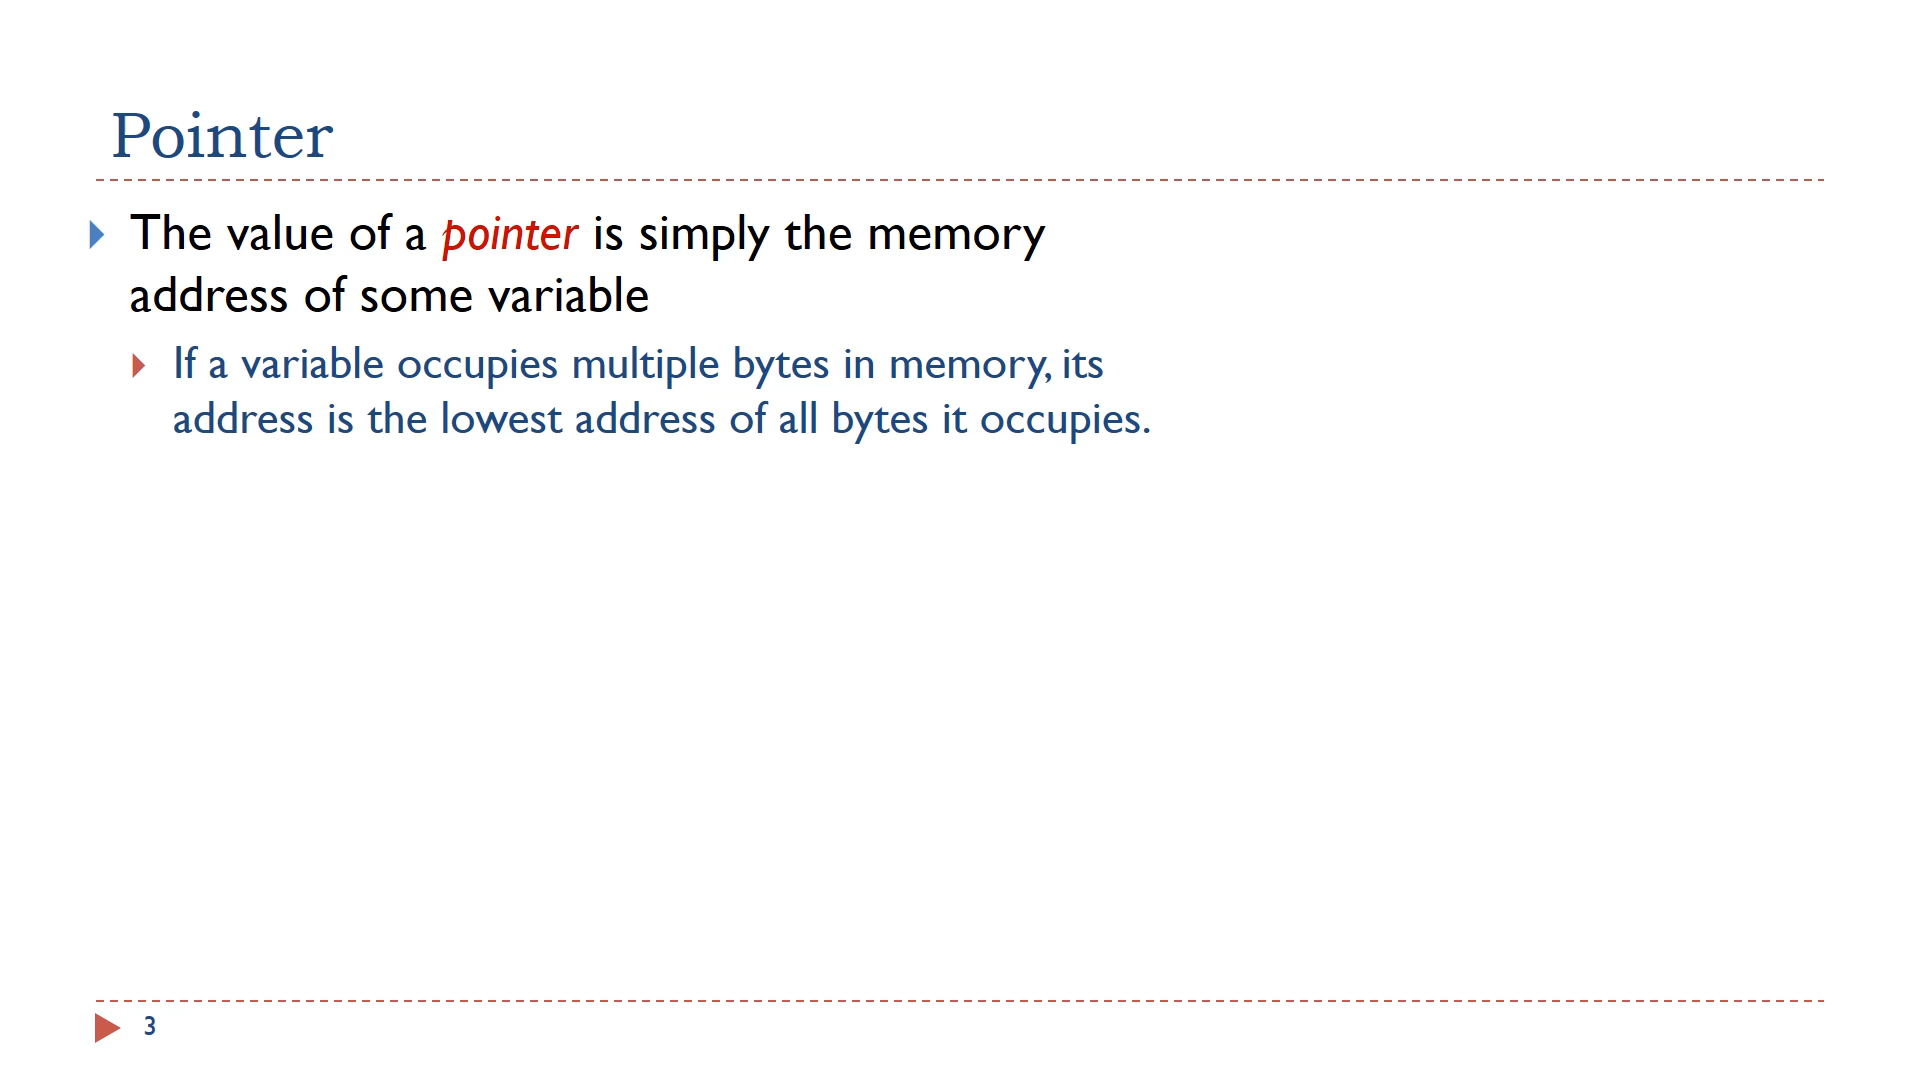 Pointer
The value of a pointer is simply the memory
address of some variable
If a variable occupies multiple bytes in memory, its
address is the lowest address of all bytes it occupies.
3